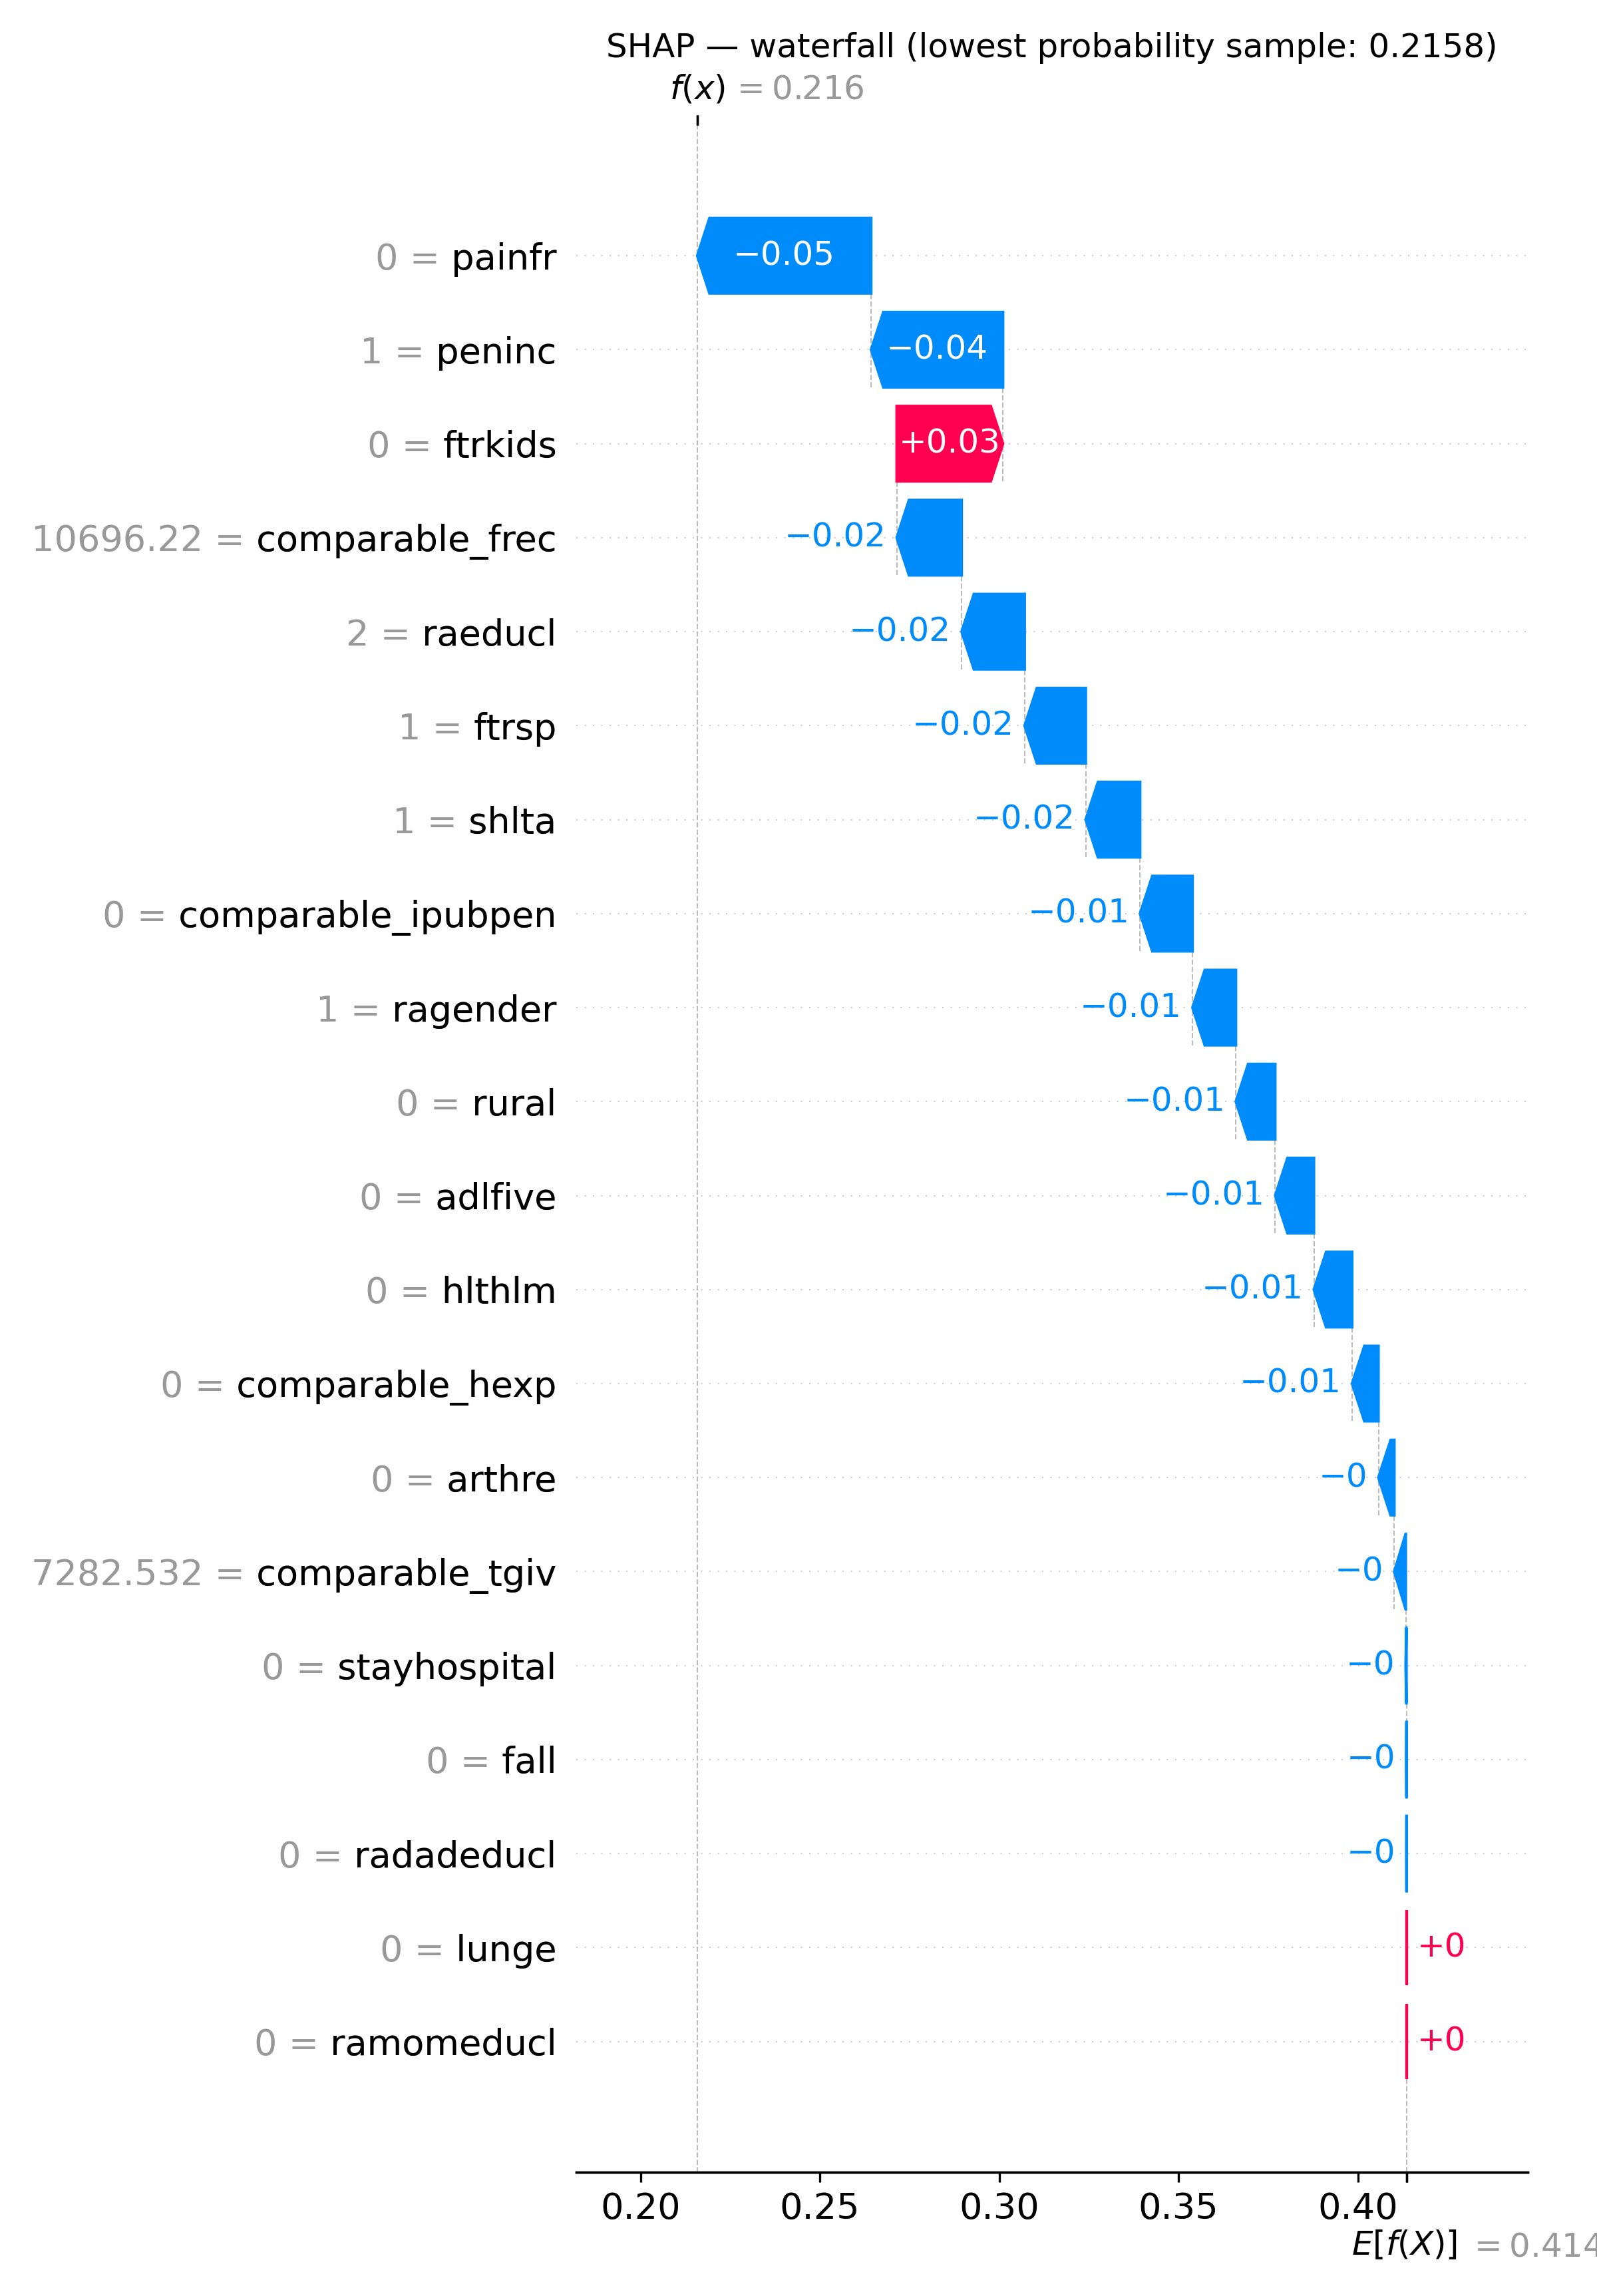 SHAP — waterfall (lowest probability sample: 0.2158)
f(x) = 0.216
0 = painfr −0.05
1 = peninc −0.04
0 = ftrkids +0.03
10696.22 = comparable_frec −0.02
2 = raeducl −0.02
1 = ftrsp −0.02
1 = shlta −0.02
0 = comparable_ipubpen −0.01
1 = ragender −0.01
0 = rural −0.01
0 = adlfive −0.01
0 = hlthlm −0.01
0 = comparable_hexp −0.01
0 = arthre −0
7282.532 = comparable_tgiv −0
0 = stayhospital −0
0 = fall −0
0 = radadeducl −0
0 = lunge +0
0 = ramomeducl +0
0.20 0.25 0.30 0.35 0.40
E[f(X)] = 0.414